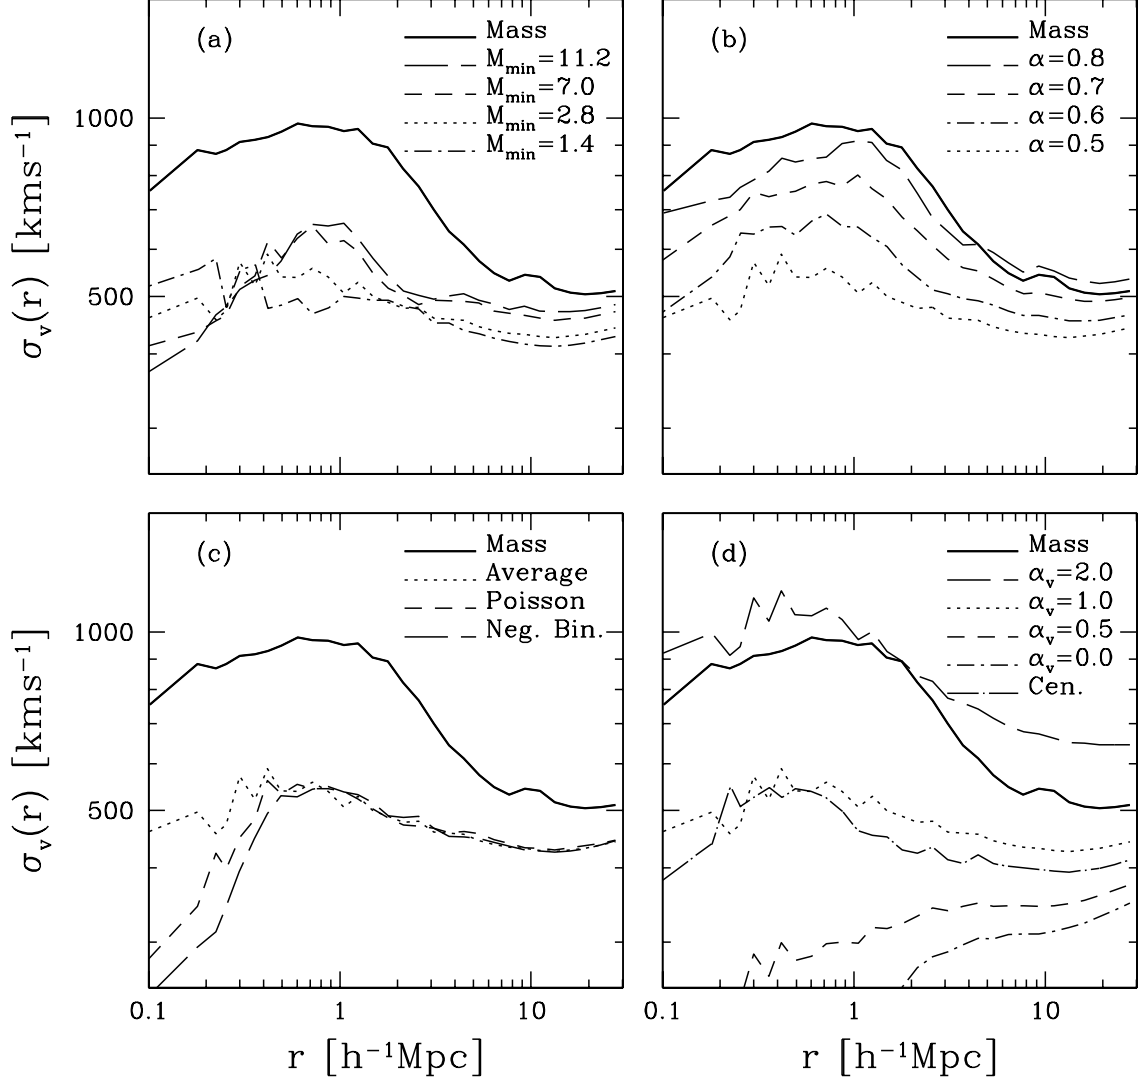 (a)
Mass
M_min=11.2
M_min=7.0
M_min=2.8
M_min=1.4
1000
500
σ_v(r) [kms⁻¹]
(b)
Mass
α=0.8
α=0.7
α=0.6
α=0.5
(c)
Mass
Average
Poisson
Neg. Bin.
1000
500
σ_v(r) [kms⁻¹]
0.1
1
10
r [h⁻¹Mpc]
(d)
Mass
α_v=2.0
α_v=1.0
α_v=0.5
α_v=0.0
Cen.
0.1
1
10
r [h⁻¹Mpc]